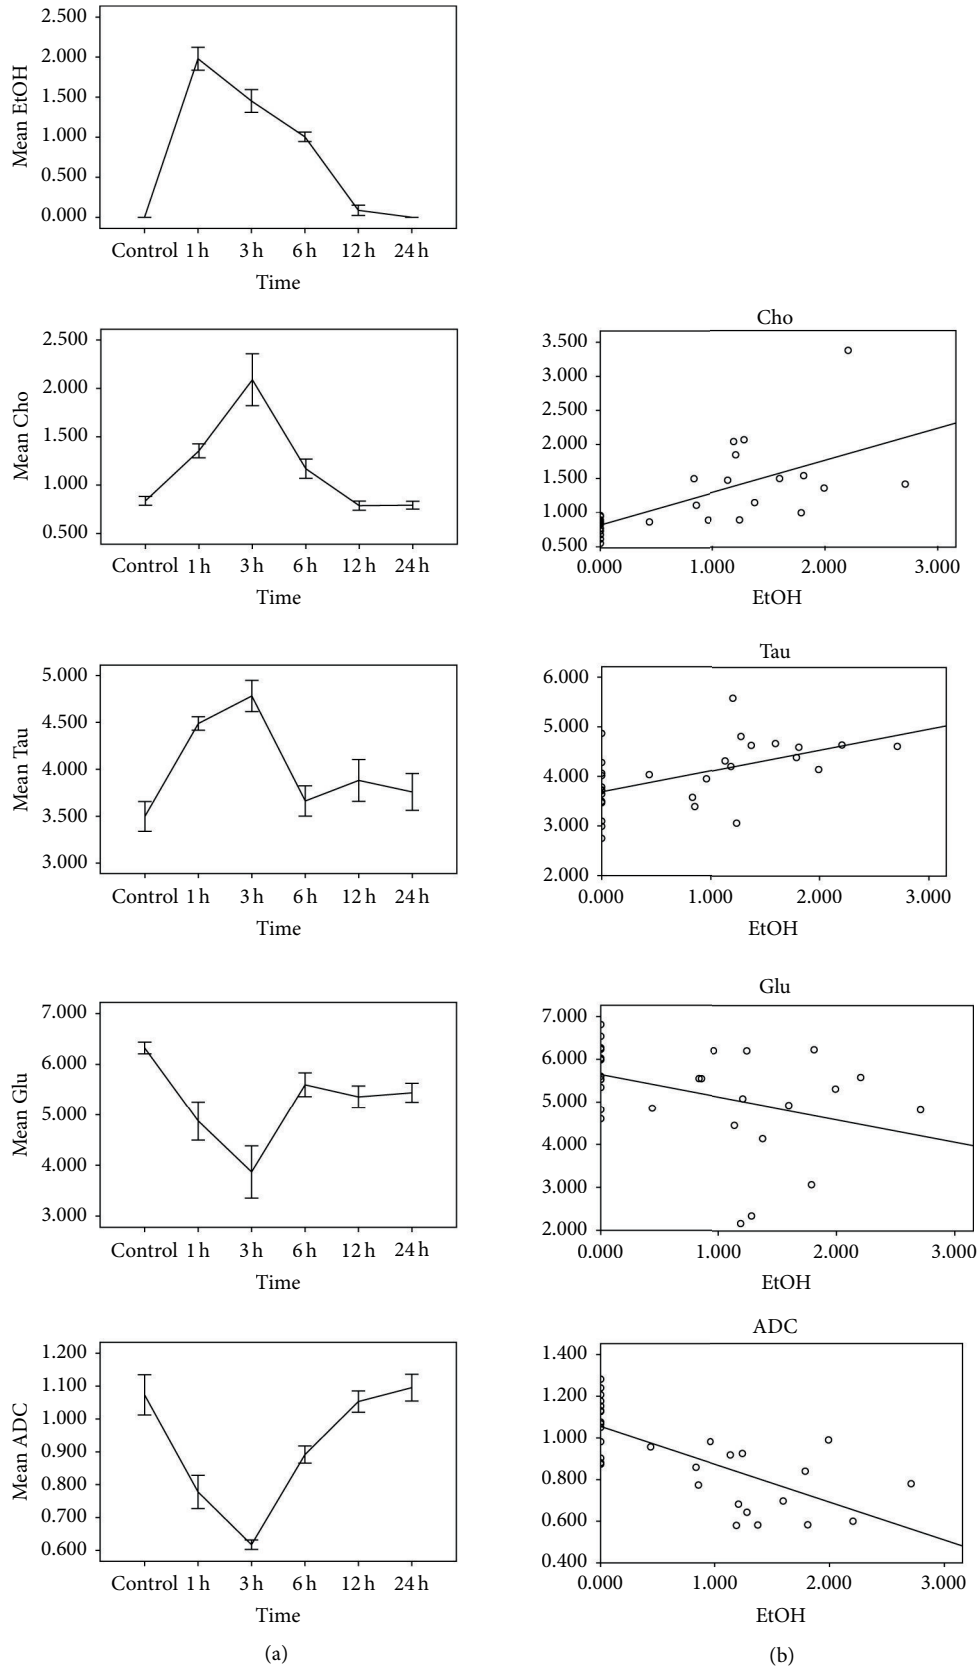 2.500
2.000
1.500
1.000
0.500
0.000
Mean EtOH
Control 1 h 3 h 6 h 12 h 24 h
Time
2.500
2.000
1.500
1.000
0.500
Mean Cho
Control 1 h 3 h 6 h 12 h 24 h
Time
Cho
3.500
3.000
2.500
2.000
1.500
1.000
0.500
0.000 1.000 2.000 3.000
EtOH
5.000
4.500
4.000
3.500
3.000
Mean Tau
Control 1 h 3 h 6 h 12 h 24 h
Time
Tau
6.000
5.000
4.000
3.000
2.000
0.000 1.000 2.000 3.000
EtOH
7.000
6.000
5.000
4.000
3.000
Mean Glu
Control 1 h 3 h 6 h 12 h 24 h
Time
Glu
7.000
6.000
5.000
4.000
3.000
2.000
0.000 1.000 2.000 3.000
EtOH
1.200
1.100
1.000
0.900
0.800
0.700
0.600
Mean ADC
Control 1 h 3 h 6 h 12 h 24 h
Time
(a)
ADC
1.400
1.200
1.000
0.800
0.600
0.400
0.000 1.000 2.000 3.000
EtOH
(b)